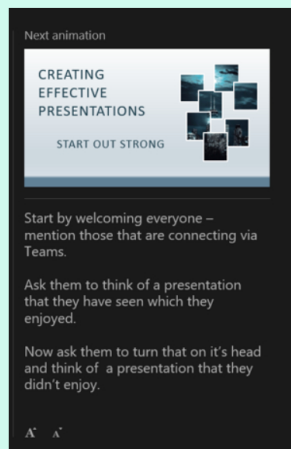 Next animation
CREATING
EFFECTIVE
PRESENTATIONS
START OUT STRONG
Start by welcoming everyone –
mention those that are connecting via
Teams.
Ask them to think of a presentation
that they have seen which they
enjoyed.
Now ask them to turn that on it's head
and think of  a presentation that they
didn't enjoy.
A A